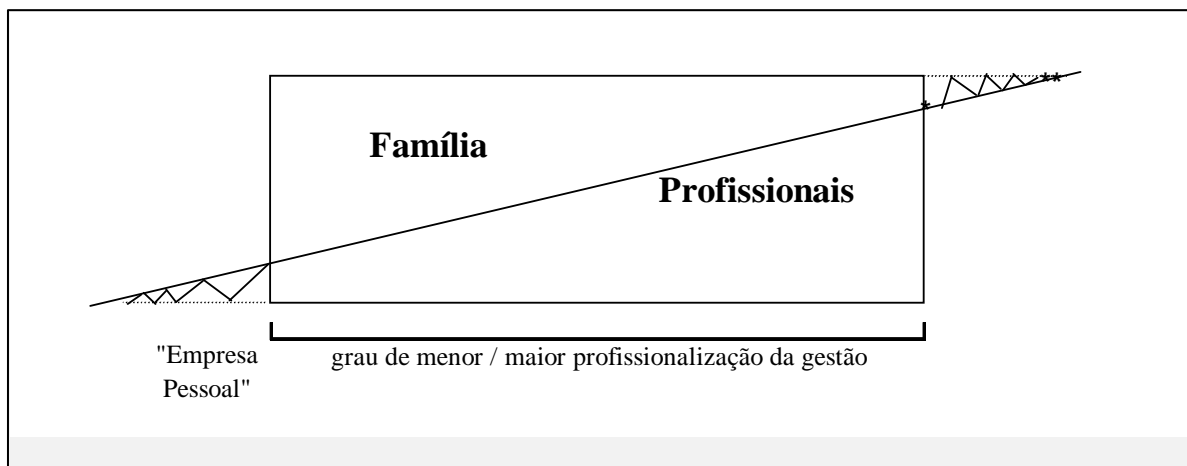 **
*
Família
Profissionais
"Empresa
Pessoal"
grau de menor / maior profissionalização da gestão